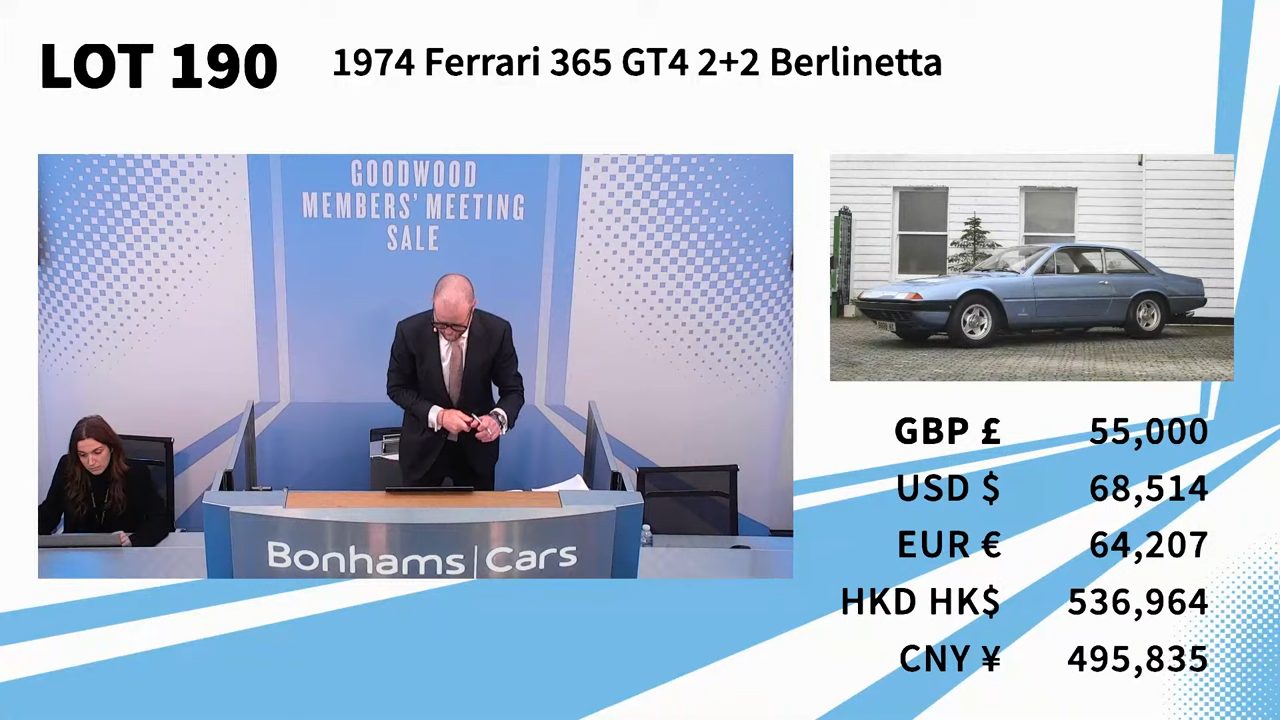 LOT 190
1974 Ferrari 365 GT4 2+2 Berlinetta
GOODWOOD
MEMBERS' MEETING
SALE
Bonhams | Cars
GBP £ 55,000
USD $ 68,514
EUR € 64,207
HKD HK$ 536,964
CNY ¥ 495,835